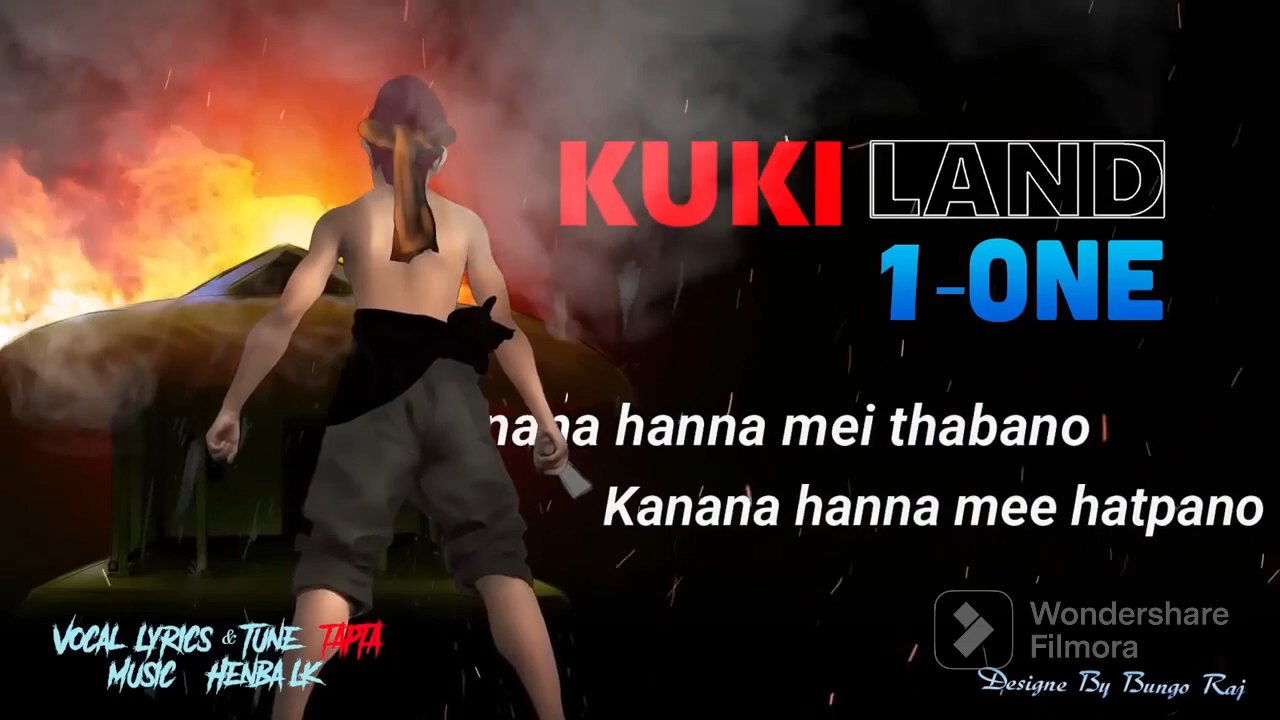 KUKI LAND
1-ONE
hanna mei thabano
Kanana hanna mee hatpano
VOCAL LYRICS & TUNE TAPTA
MUSIC HENBA LK
Wondershare
Filmora
Designe By Bungo Raj